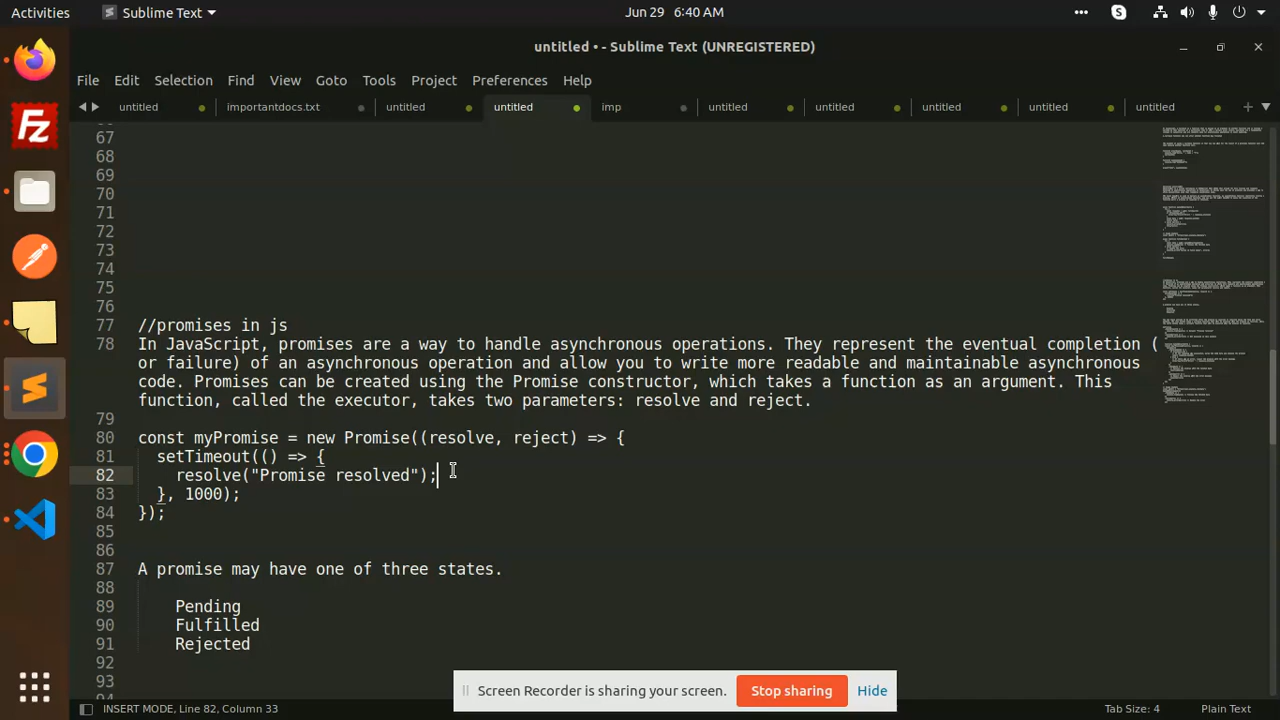 Activities
Sublime Text
Jun 29 6:40 AM
untitled • - Sublime Text (UNREGISTERED)
File Edit Selection Find View Goto Tools Project Preferences Help
untitled importantdocs.txt untitled untitled imp untitled untitled untitled untitled untitled
67
68
69
70
71
72
73
74
75
76
77 //promises in js
78 In JavaScript, promises are a way to handle asynchronous operations. They represent the eventual completion (
or failure) of an asynchronous operation and allow you to write more readable and maintainable asynchronous
code. Promises can be created using the Promise constructor, which takes a function as an argument. This
function, called the executor, takes two parameters: resolve and reject.
79
80 const myPromise = new Promise((resolve, reject) => {
81 setTimeout(() => {
82 resolve("Promise resolved");
83 }, 1000);
84 });
85
86
87 A promise may have one of three states.
88
89 Pending
90 Fulfilled
91 Rejected
92
93
Screen Recorder is sharing your screen. Stop sharing Hide
INSERT MODE, Line 82, Column 33 Tab Size: 4 Plain Text